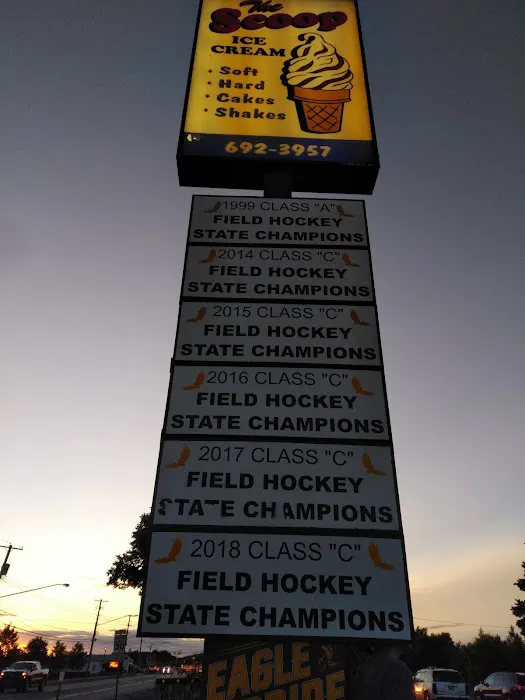 The
Scoop
ICE
CREAM
• Soft
• Hard
• Cakes
• Shakes
692-3957
1999 CLASS "A"
FIELD HOCKEY
STATE CHAMPIONS
2014 CLASS "C"
FIELD HOCKEY
STATE CHAMPIONS
2015 CLASS "C"
FIELD HOCKEY
STATE CHAMPIONS
2016 CLASS "C"
FIELD HOCKEY
STATE CHAMPIONS
2017 CLASS "C"
FIELD HOCKEY
STATE CHAMPIONS
2018 CLASS "C"
FIELD HOCKEY
STATE CHAMPIONS
EAGLE
PRIDE